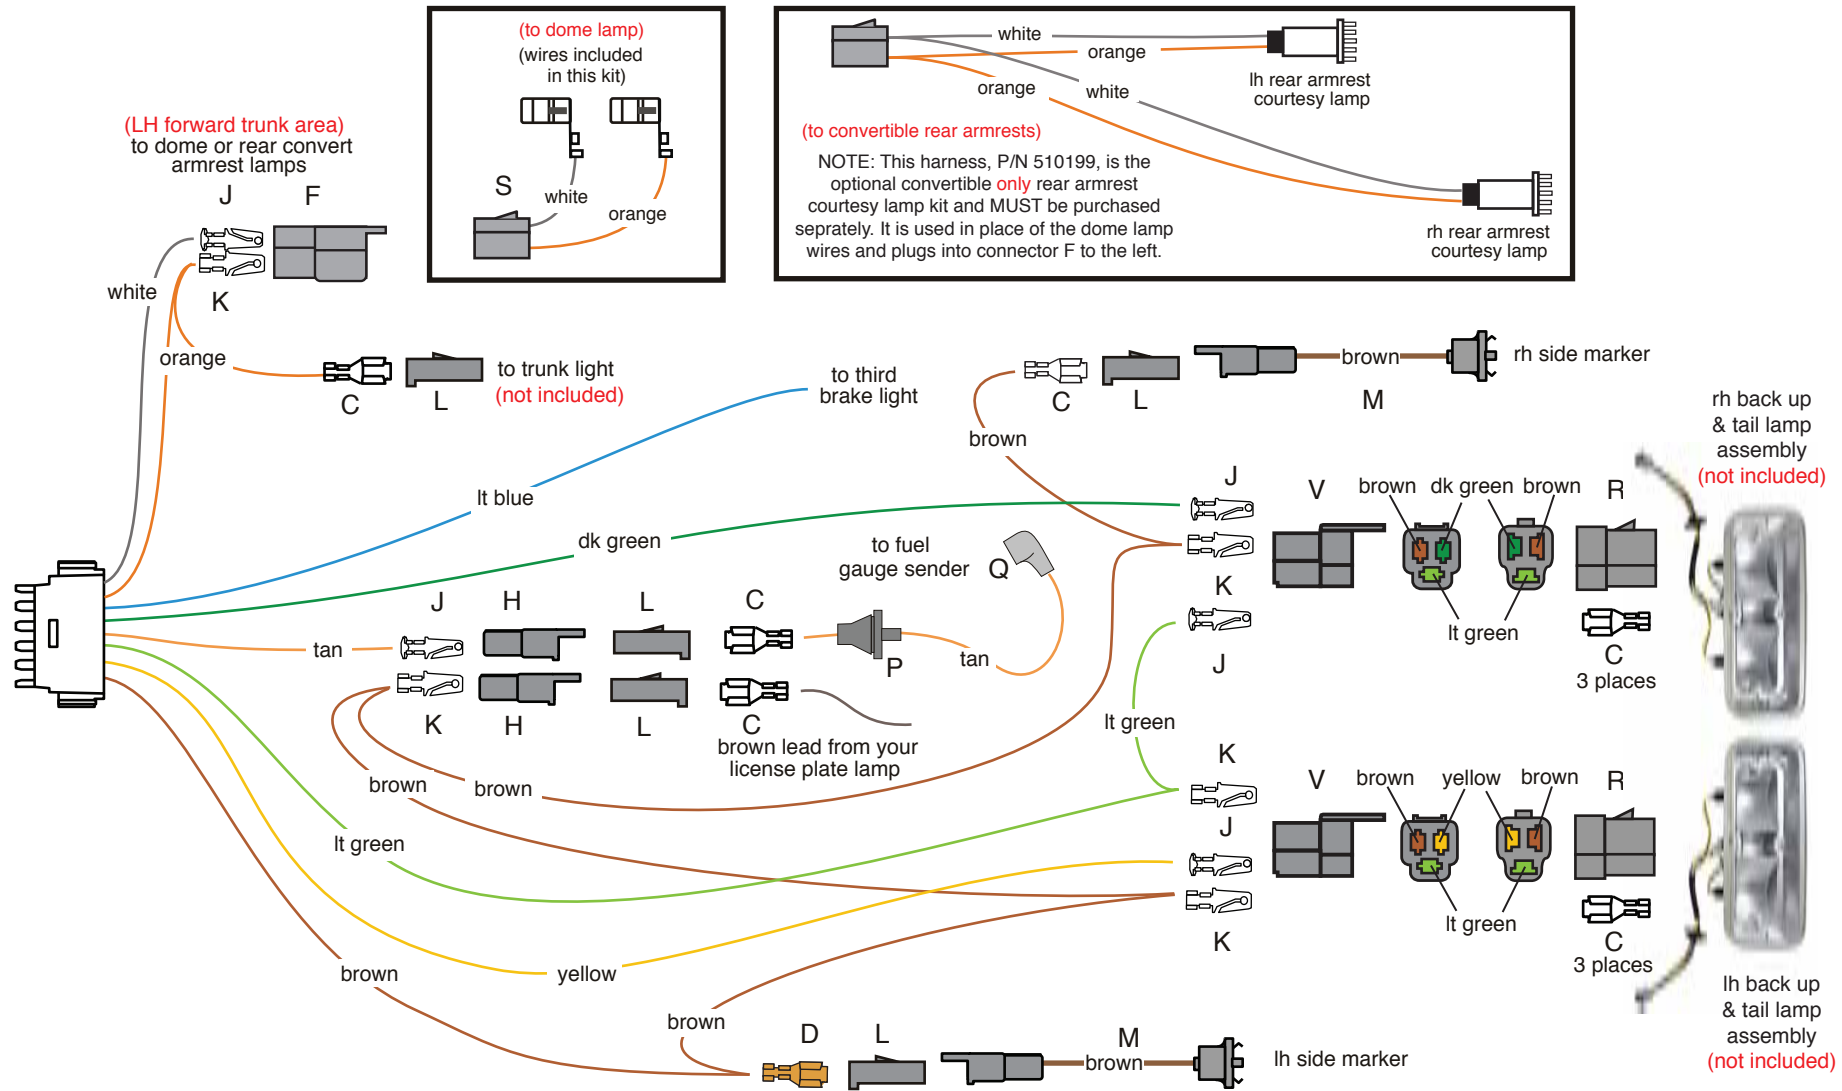 (to dome lamp)
(wires included
in this kit)
S
white
orange
white
orange
orange
white
lh rear armrest
courtesy lamp
(to convertible rear armrests)
NOTE: This harness, P/N 510199, is the
optional convertible only rear armrest
courtesy lamp kit and MUST be purchased
seprately. It is used in place of the dome lamp
wires and plugs into connector F to the left.
rh rear armrest
courtesy lamp
(LH forward trunk area)
to dome or rear convert
armrest lamps
J
F
white
K
orange
C
L
to trunk light
(not included)
to third
brake light
C
L
brown
M
rh side marker
brown
rh back up
& tail lamp
assembly
(not included)
lt blue
dk green
J
V
brown
dk green
brown
R
to fuel
gauge sender
Q
K
lt green
J
C
3 places
J
H
L
C
tan
P
tan
K
H
L
C
brown lead from your
license plate lamp
lt green
brown
brown
K
V
brown
yellow
brown
R
J
lt green
lt green
K
C
3 places
brown
yellow
lh back up
& tail lamp
assembly
(not included)
brown
D
L
M
brown
lh side marker